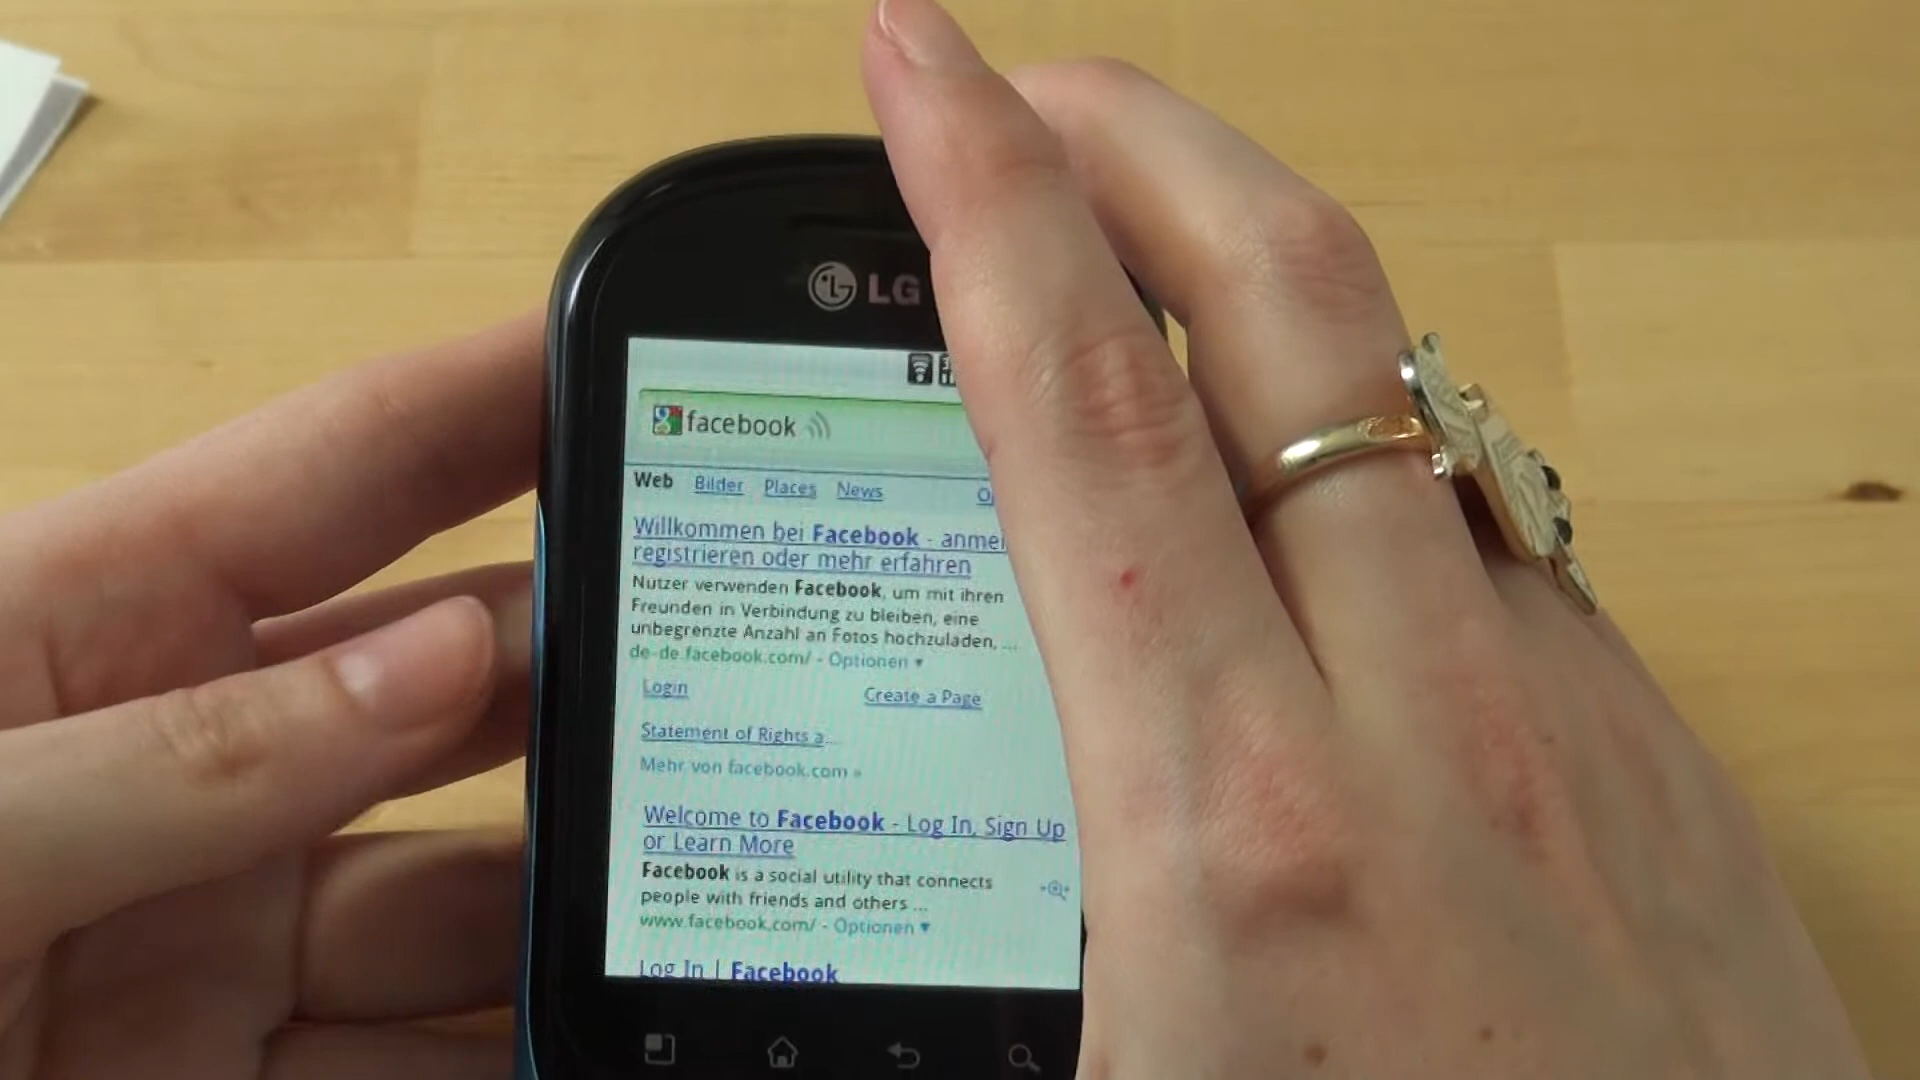 LG
facebook
Web Bilder Places News
Willkommen bei Facebook -
registrieren oder mehr erfahren
Nutzer verwenden Facebook, um mit ihren
Freunden in Verbindung zu bleiben, eine
unbegrenzte Anzahl an Fotos hochzuladen, ...
de-de.facebook.com/ - Optionen ▾
Login Create a Page
Statement of Rights a...
Mehr von facebook.com »
Welcome to Facebook - Log In, Sign Up
or Learn More
Facebook is a social utility that connects
people with friends and others ...
www.facebook.com/ - Optionen ▾
Log In | Facebook